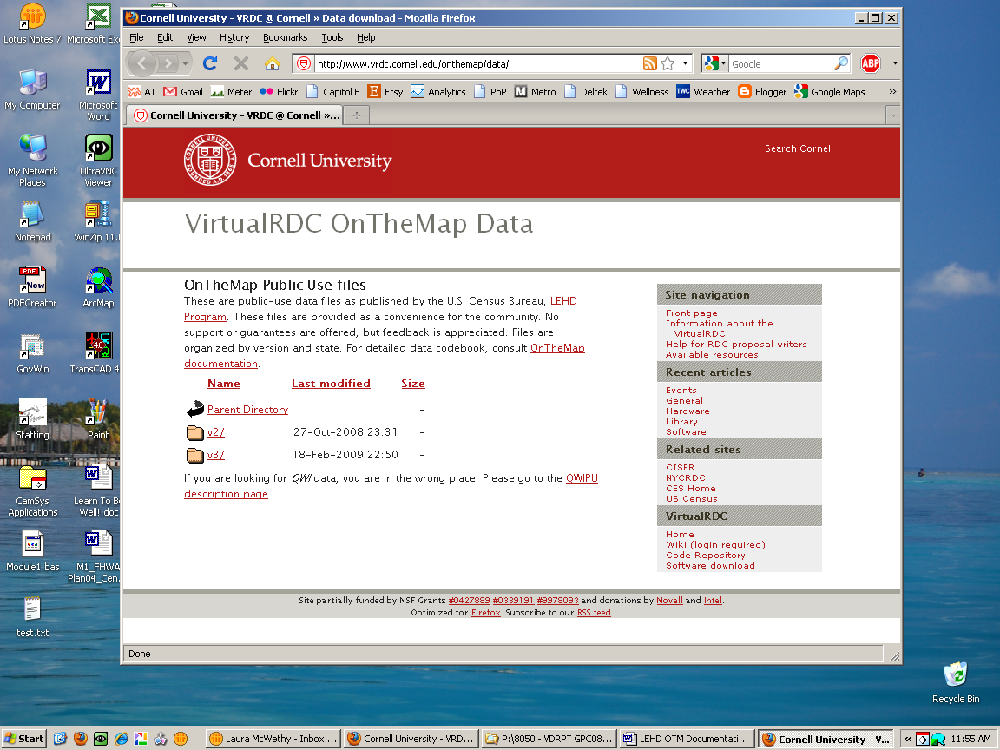 Cornell University - VRDC @ Cornell » Data download - Mozilla Firefox
File Edit View History Bookmarks Tools Help
http://www.vrdc.cornell.edu/onthemap/data/
Google
ABP
AT Gmail Meter Flickr Capitol B Etsy Analytics PoP Metro Deltek Wellness Weather Blogger Google Maps »
Cornell University - VRDC @ Cornell »...
Cornell University
Search Cornell
VirtualRDC OnTheMap Data
OnTheMap Public Use files
These are public-use data files as published by the U.S. Census Bureau, LEHD
Program. These files are provided as a convenience for the community. No
support or guarantees are offered, but feedback is appreciated. Files are
organized by version and state. For detailed data codebook, consult OnTheMap
documentation.
Name Last modified Size
Parent Directory -
v2/ 27-Oct-2008 23:31 -
v3/ 18-Feb-2009 22:50 -
If you are looking for QWI data, you are in the wrong place. Please go to the QWIPU
description page.
Site navigation
Front page
Information about the
VirtualRDC
Help for RDC proposal writers
Available resources
Recent articles
Events
General
Hardware
Library
Software
Related sites
CISER
NYCRDC
CES Home
US Census
VirtualRDC
Home
Wiki (login required)
Code Repository
Software download
Site partially funded by NSF Grants #0427889 #0339191 #9978093 and donations by Novell and Intel.
Optimized for Firefox. Subscribe to our RSS feed.
Done
Lotus Notes 7
Microsoft Exc
My Computer
Microsoft
Word
My Network
Places
UltraVNC
Viewer
Notepad
WinZip 11.
PDFCreator
ArcMap
GovWin
TransCAD 4
Staffing
Paint
CamSys
Applications
Learn To Be
Well!.doc
Module1.bas
M1_FHWA
Plan04_Cen.
test.txt
Recycle Bin
Start
Laura McWethy - Inbox ...
Cornell University - VRD...
P:\8050 - VDRPT GPC08...
LEHD OTM Documentati...
Cornell University - V...
«
11:55 AM